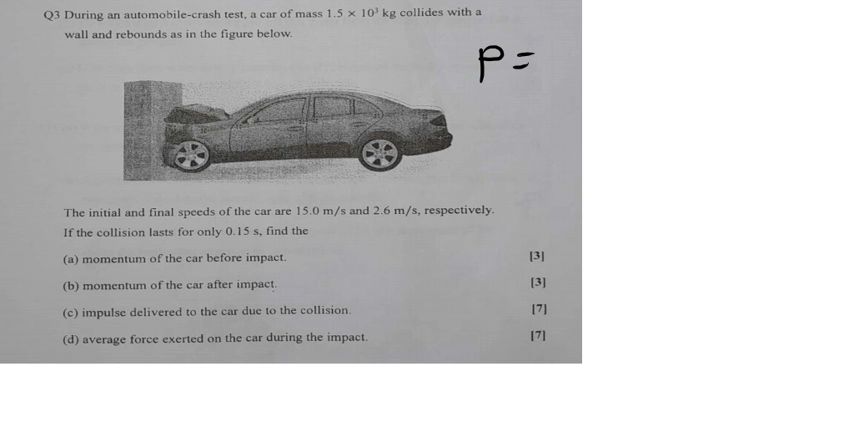 Q3 During an automobile-crash test, a car of mass 1.5 × 10³ kg collides with a
wall and rebounds as in the figure below.
P =
The initial and final speeds of the car are 15.0 m/s and 2.6 m/s, respectively.
If the collision lasts for only 0.15 s, find the
(a) momentum of the car before impact. [3]
(b) momentum of the car after impact. [3]
(c) impulse delivered to the car due to the collision. [7]
(d) average force exerted on the car during the impact. [7]